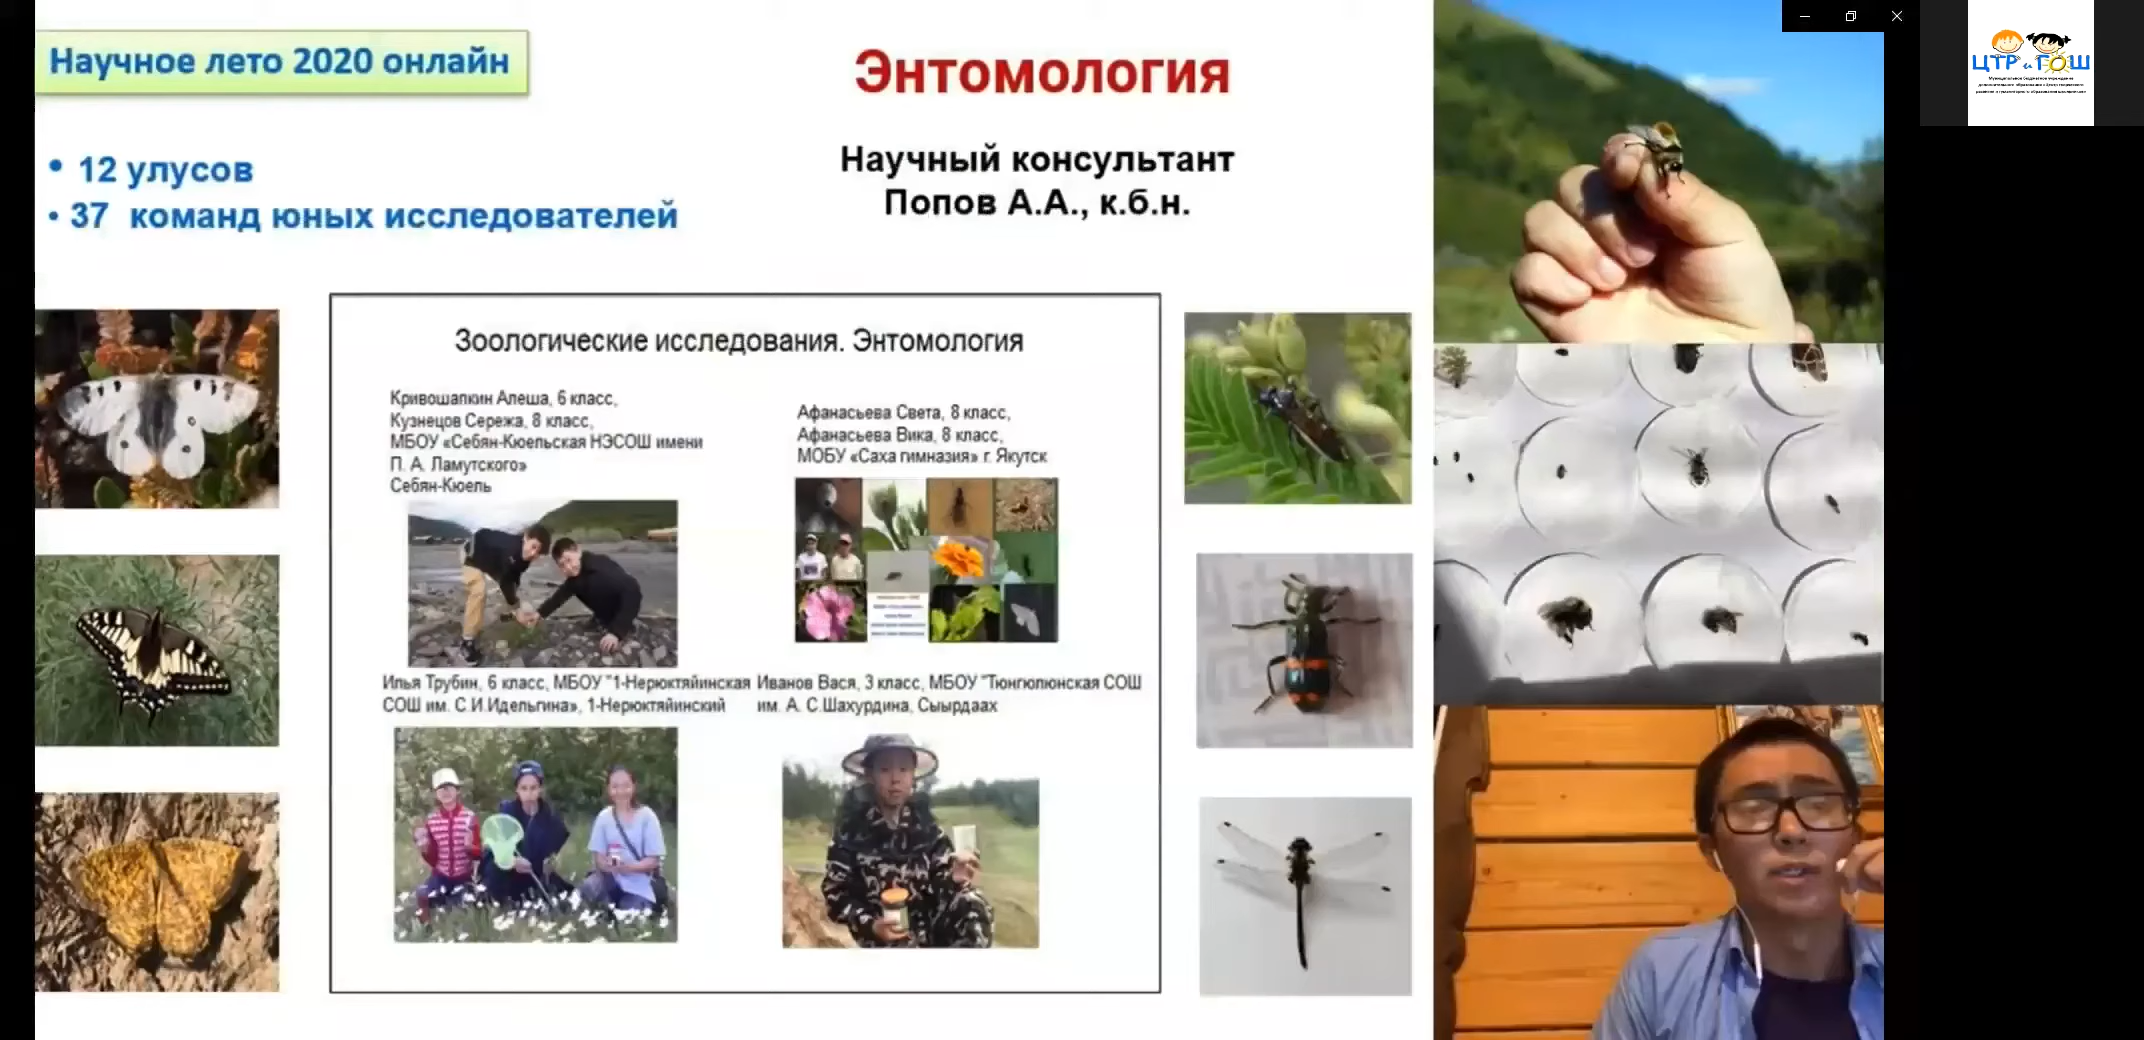 Научное лето 2020 онлайн
• 12 улусов
• 37 команд юных исследователей
Энтомология
Научный консультант
Попов А.А., к.б.н.
Зоологические исследования. Энтомология
Кривошапкин Алеша, 6 класс,
Кузнецов Сережа, 8 класс,
МБОУ «Себян-Кюельская НЭСОШ имени
П. А. Ламутского»
Себян-Кюель
Афанасьева Света, 8 класс,
Афанасьева Вика, 8 класс,
МОБУ «Саха гимназия» г. Якутск
Илья Трубин, 6 класс, МБОУ "1-Нерюктяйинская
СОШ им. С.И.Идельгина», 1-Нерюктяйинский
Иванов Вася, 3 класс, МБОУ "Тюнгюлюнская СОШ
им. А. С.Шахурдина, Сыырдаах
ЦТР и ГОШ